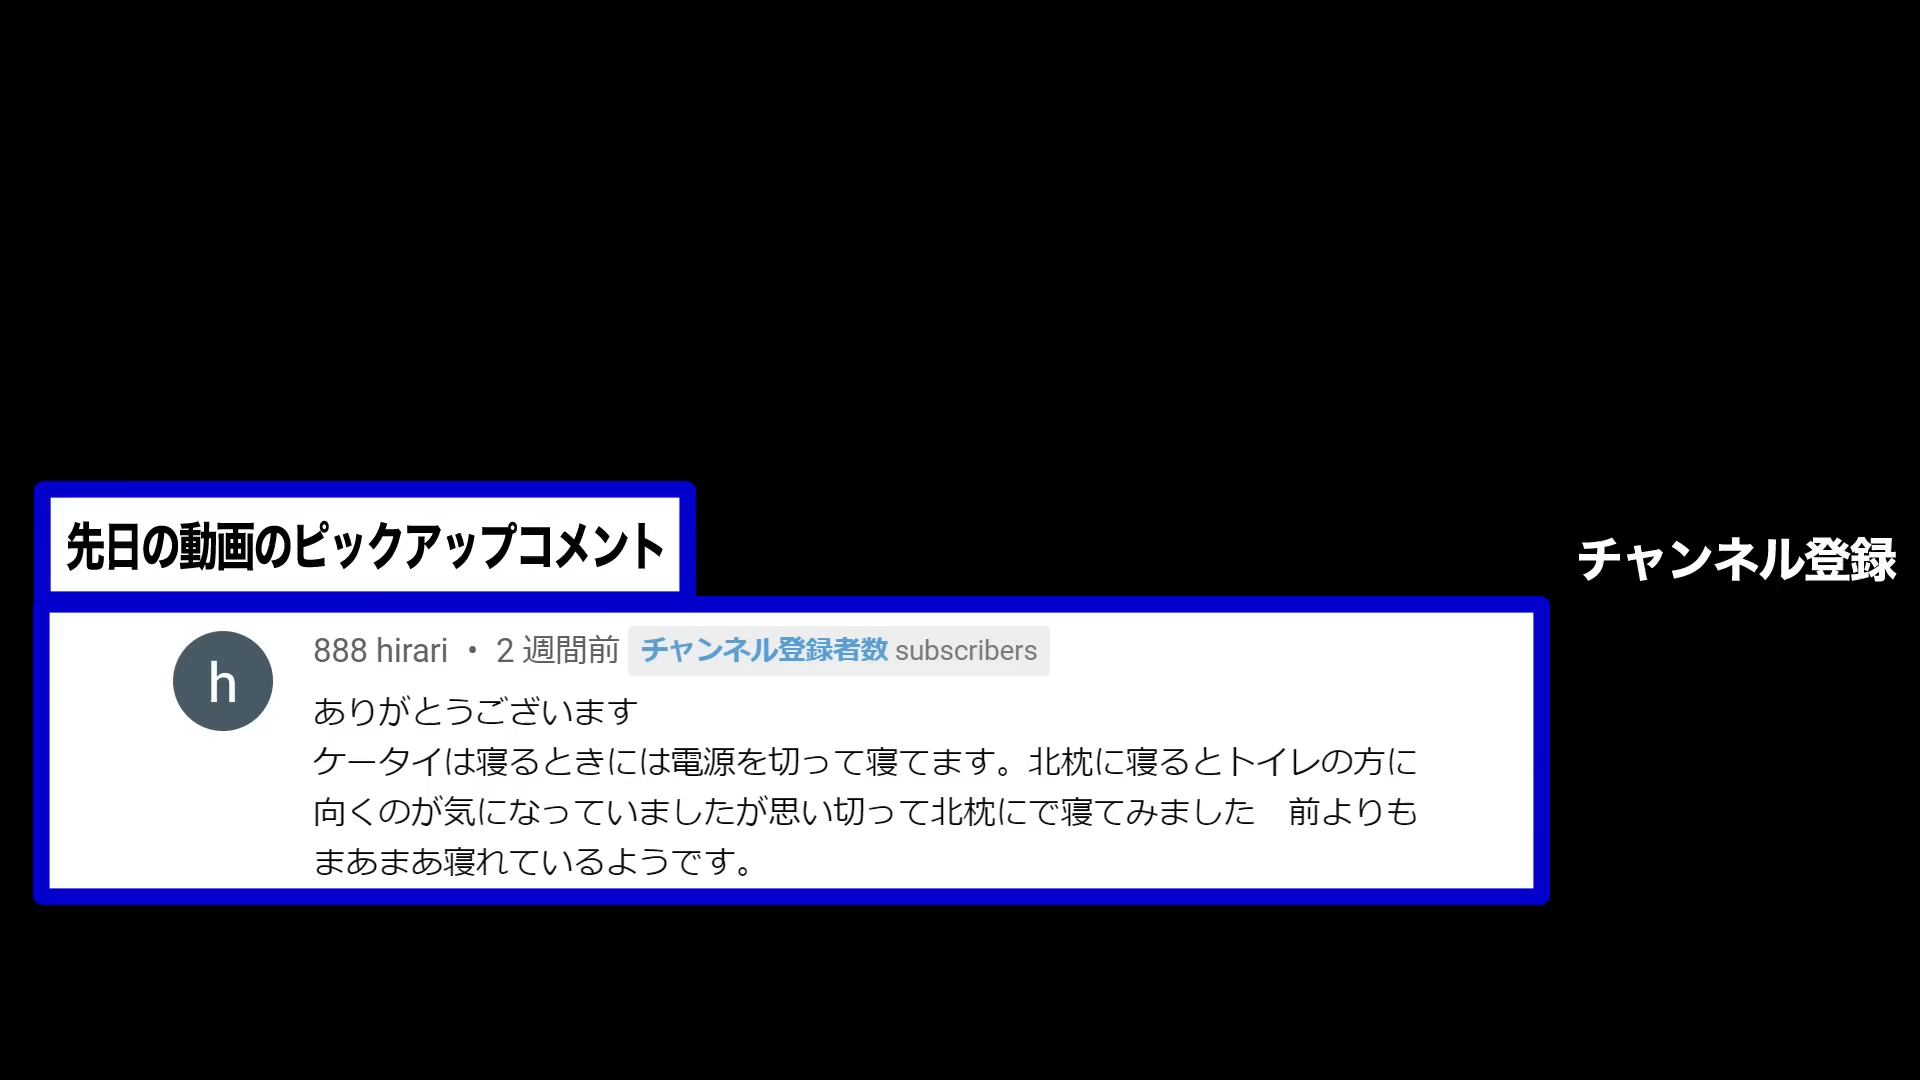 先日の動画のピックアップコメント
チャンネル登録
h
888 hirari • 2 週間前 チャンネル登録者数 subscribers
ありがとうございます
ケータイは寝るときには電源を切って寝てます。北枕に寝るとトイレの方に
向くのが気になっていましたが思い切って北枕にで寝てみました　前よりも
まあまあ寝れているようです。